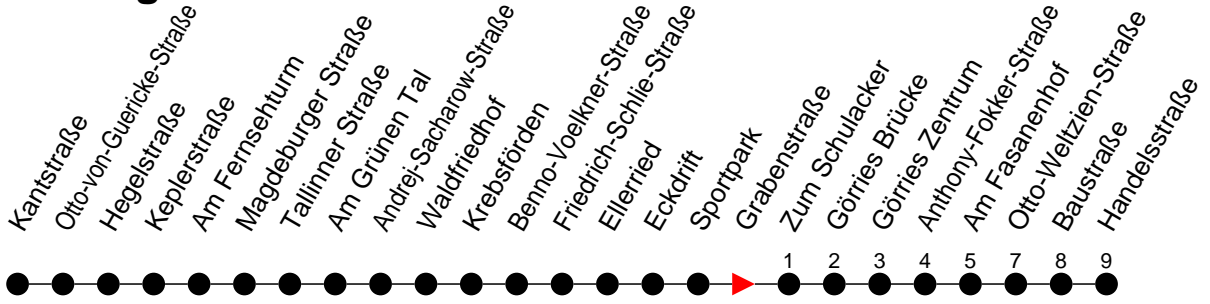 Kantstraße
Otto-von-Guericke-Straße
Hegelstraße
Keplerstraße
Am Fernsehturm
Magdeburger Straße
Tallinner Straße
Am Grünen Tal
Andrej-Sacharow-Straße
Waldfriedhof
Krebsförden
Benno-Voelkner-Straße
Friedrich-Schlie-Straße
Ellerried
Eckdrift
Sportpark
Grabenstraße
Zum Schulacker
Görries Brücke
Görries Zentrum
Anthony-Fokker-Straße
Am Fasanenhof
Otto-Weltzien-Straße
Baustraße
Handelsstraße
1 2 3 4 5 7 8 9